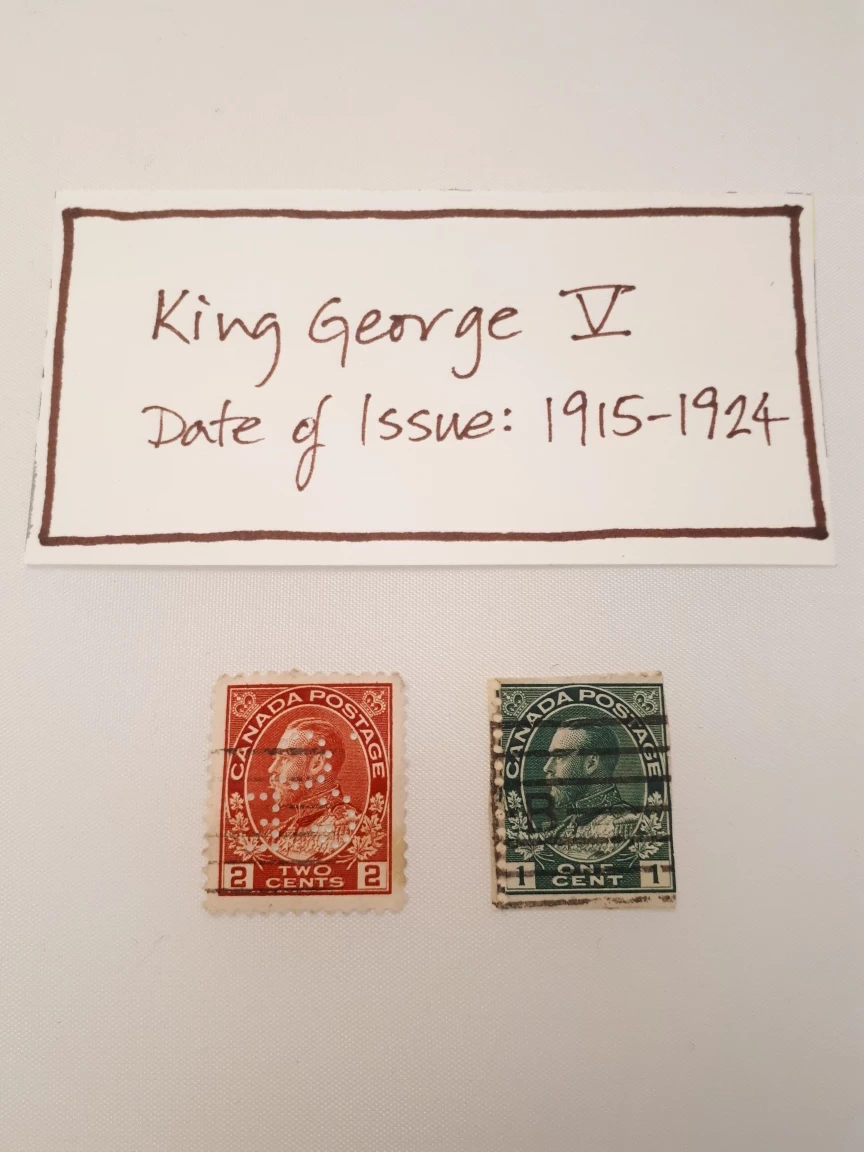 King George V
Date of Issue: 1915-1924
CANADA POSTAGE
2 TWO CENTS 2
CANADA POSTAGE
B
1 ONE CENT 1